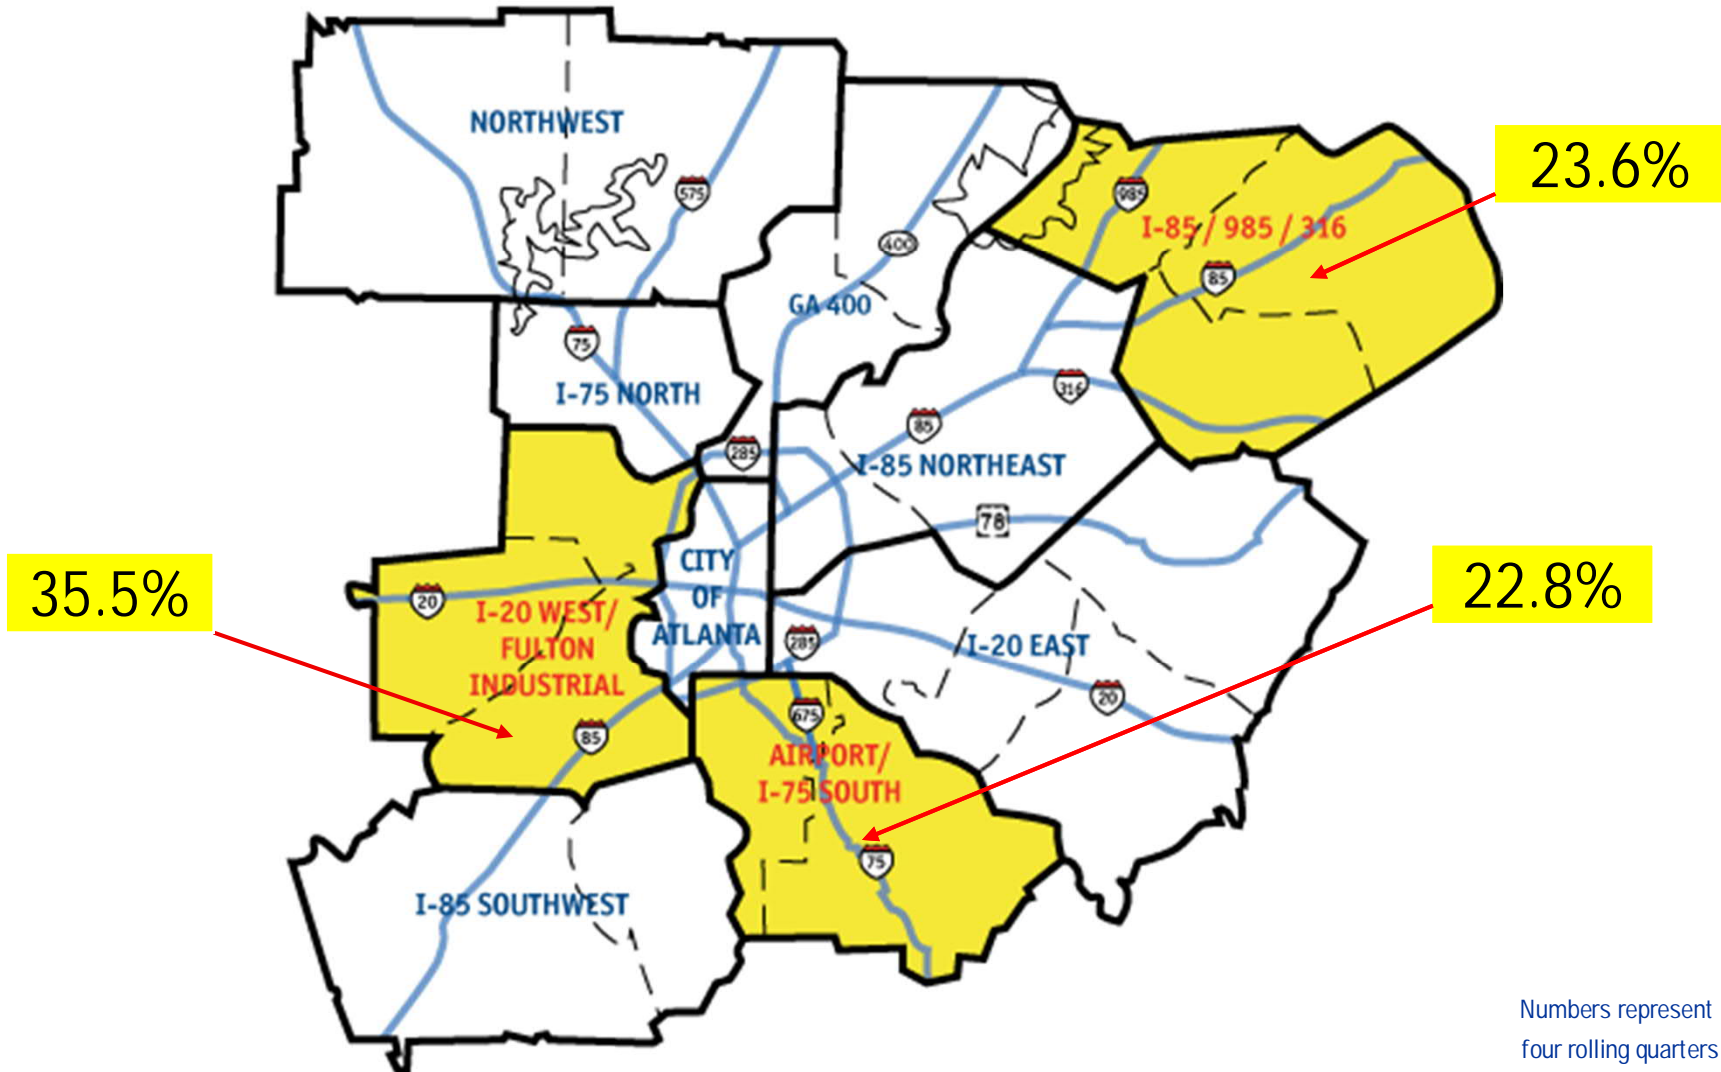 NORTHWEST
575
985
23.6%
I-85 / 985 / 316
400
85
GA 400
75
I-75 NORTH
316
85
285
I-85 NORTHEAST
78
35.5%
20
CITY
OF
ATLANTA
I-20 WEST/
FULTON
INDUSTRIAL
22.8%
285
I-20 EAST
20
85
675
AIRPORT/
I-75 SOUTH
75
I-85 SOUTHWEST
Numbers represent
four rolling quarters